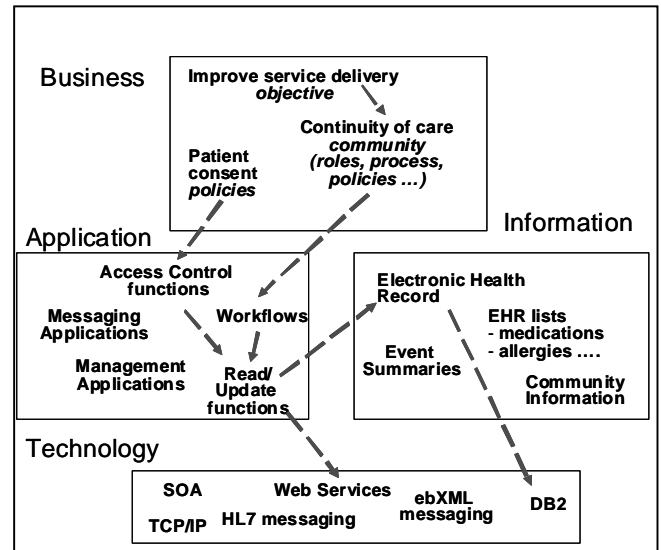 Business
Improve service delivery
objective
Continuity of care
community
(roles, process,
policies ...)
Patient
consent
policies
Application
Information
Access Control
functions
Messaging
Applications
Workflows
Management
Applications
Read/
Update
functions
Electronic Health
Record
EHR lists
- medications
- allergies ....
Event
Summaries
Community
Information
Technology
SOA
Web Services
TCP/IP
HL7 messaging
ebXML
messaging
DB2